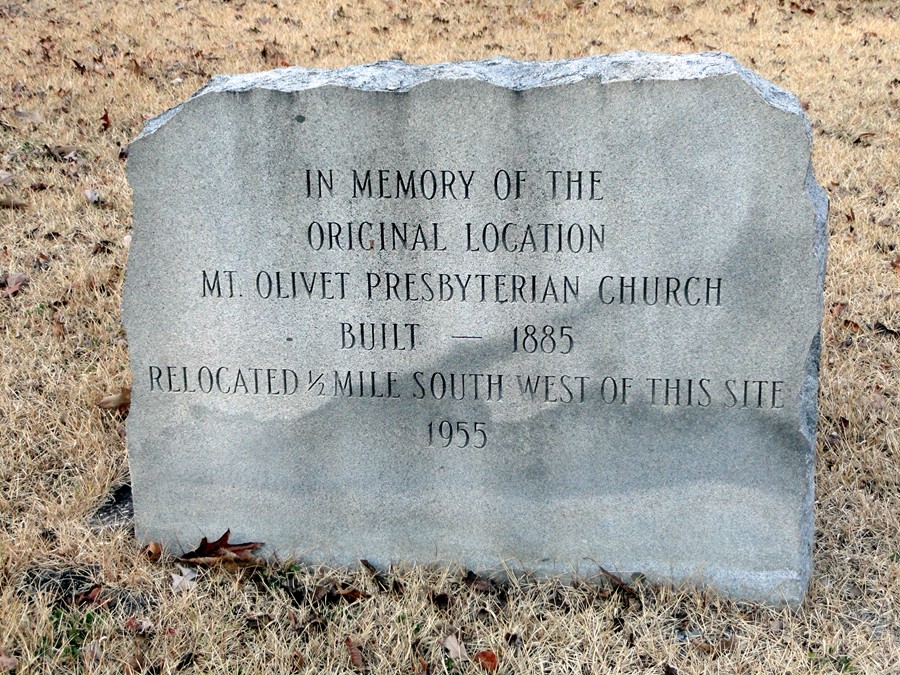 IN MEMORY OF THE
ORIGINAL LOCATION
MT. OLIVET PRESBYTERIAN CHURCH
BUILT — 1885
RELOCATED ½ MILE SOUTH WEST OF THIS SITE
1955